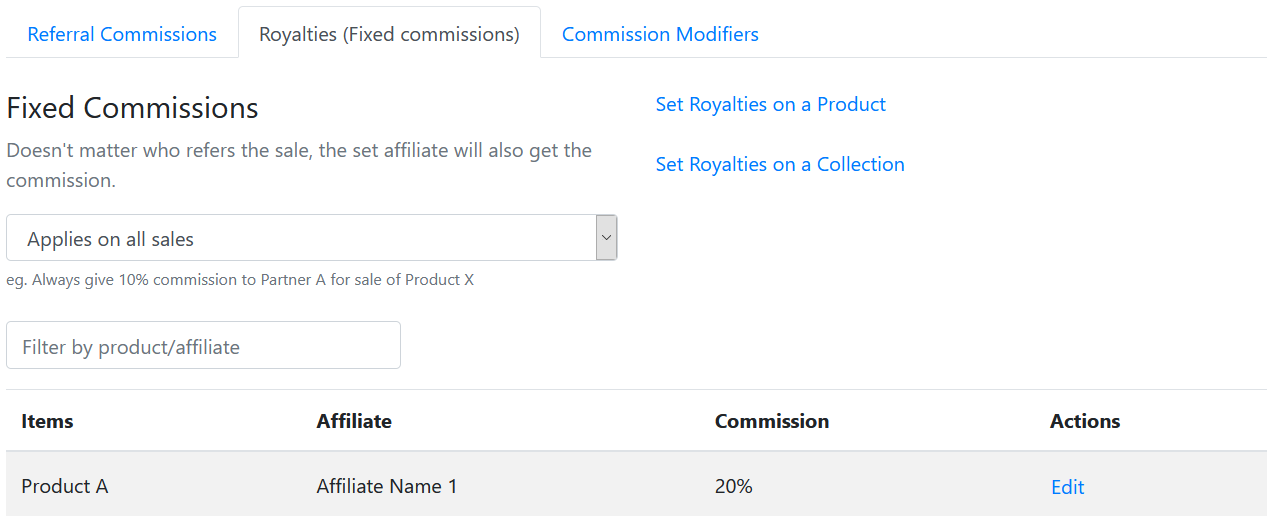 Referral Commissions
Royalties (Fixed commissions)
Commission Modifiers
Fixed Commissions
Doesn't matter who refers the sale, the set affiliate will also get the
commission.
Set Royalties on a Product
Set Royalties on a Collection
Applies on all sales
eg. Always give 10% commission to Partner A for sale of Product X
Filter by product/affiliate
Items Affiliate Commission Actions
Product A Affiliate Name 1 20% Edit